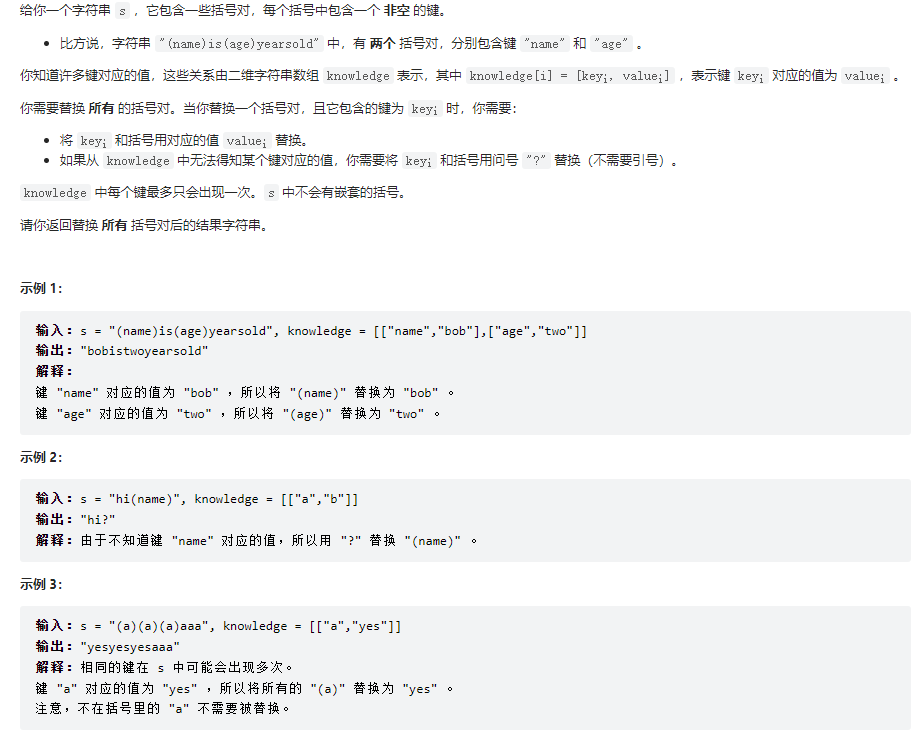 给你一个字符串 s ，它包含一些括号对，每个括号中包含一个 非空 的键。
• 比方说，字符串 "(name)is(age)yearsold" 中，有 两个 括号对，分别包含键 "name" 和 "age" 。
你知道许多键对应的值，这些关系由二维字符串数组 knowledge 表示，其中 knowledge[i] = [keyi, valuei] ，表示键 keyi 对应的值为 valuei 。
你需要替换 所有 的括号对。当你替换一个括号对，且它包含的键为 keyi 时，你需要：
• 将 keyi 和括号用对应的值 valuei 替换。
• 如果从 knowledge 中无法得知某个键对应的值，你需要将 keyi 和括号用问号 "?" 替换（不需要引号）。
knowledge 中每个键最多只会出现一次。s 中不会有嵌套的括号。
请你返回替换 所有 括号对后的结果字符串。
示例 1：
输入：s = "(name)is(age)yearsold", knowledge = [["name","bob"],["age","two"]]
输出："bobistwoyearsold"
解释：
键 "name" 对应的值为 "bob" ，所以将 "(name)" 替换为 "bob" 。
键 "age" 对应的值为 "two" ，所以将 "(age)" 替换为 "two" 。
示例 2：
输入：s = "hi(name)", knowledge = [["a","b"]]
输出："hi?"
解释：由于不知道键 "name" 对应的值，所以用 "?" 替换 "(name)" 。
示例 3：
输入：s = "(a)(a)(a)aaa", knowledge = [["a","yes"]]
输出："yesyesyesaaa"
解释：相同的键在 s 中可能会出现多次。
键 "a" 对应的值为 "yes" ，所以将所有的 "(a)" 替换为 "yes" 。
注意，不在括号里的 "a" 不需要被替换。